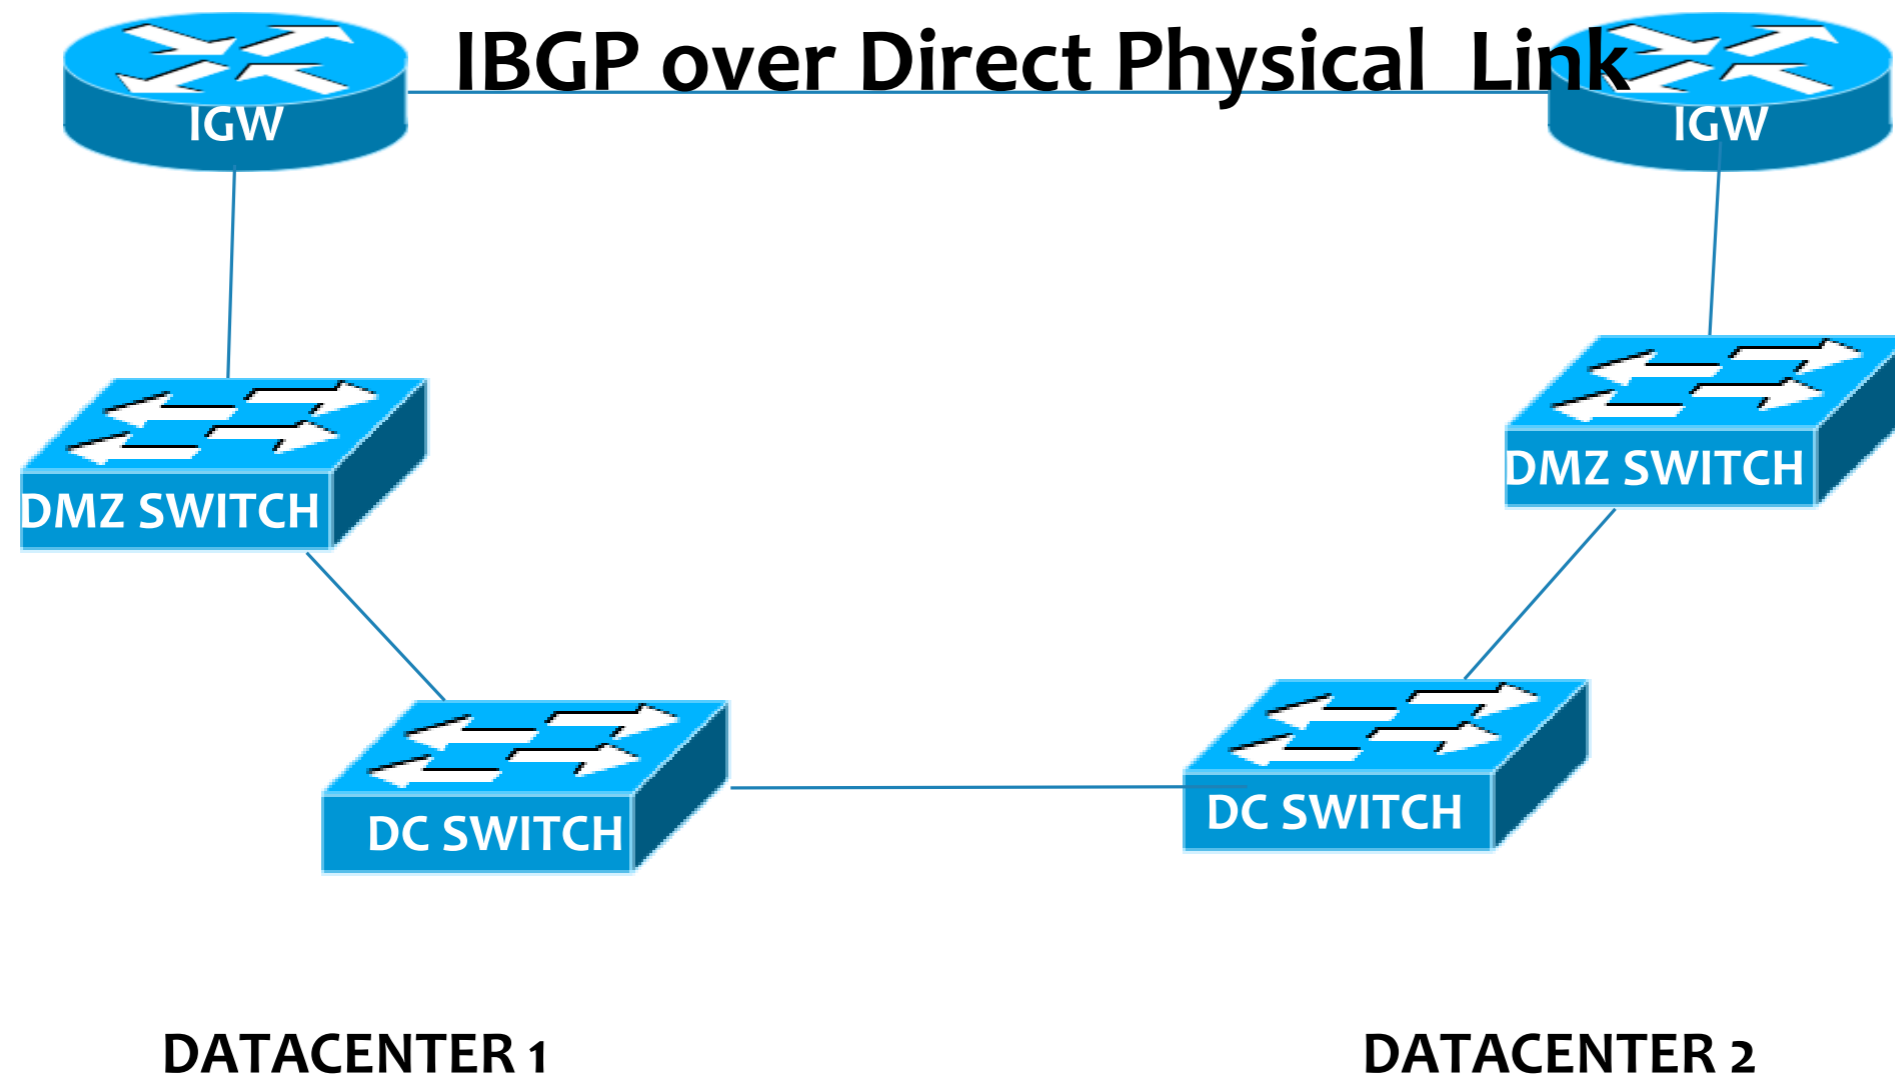 IBGP over Direct Physical Link
IGW
IGW
DMZ SWITCH
DMZ SWITCH
DC SWITCH
DC SWITCH
DATACENTER 1
DATACENTER 2